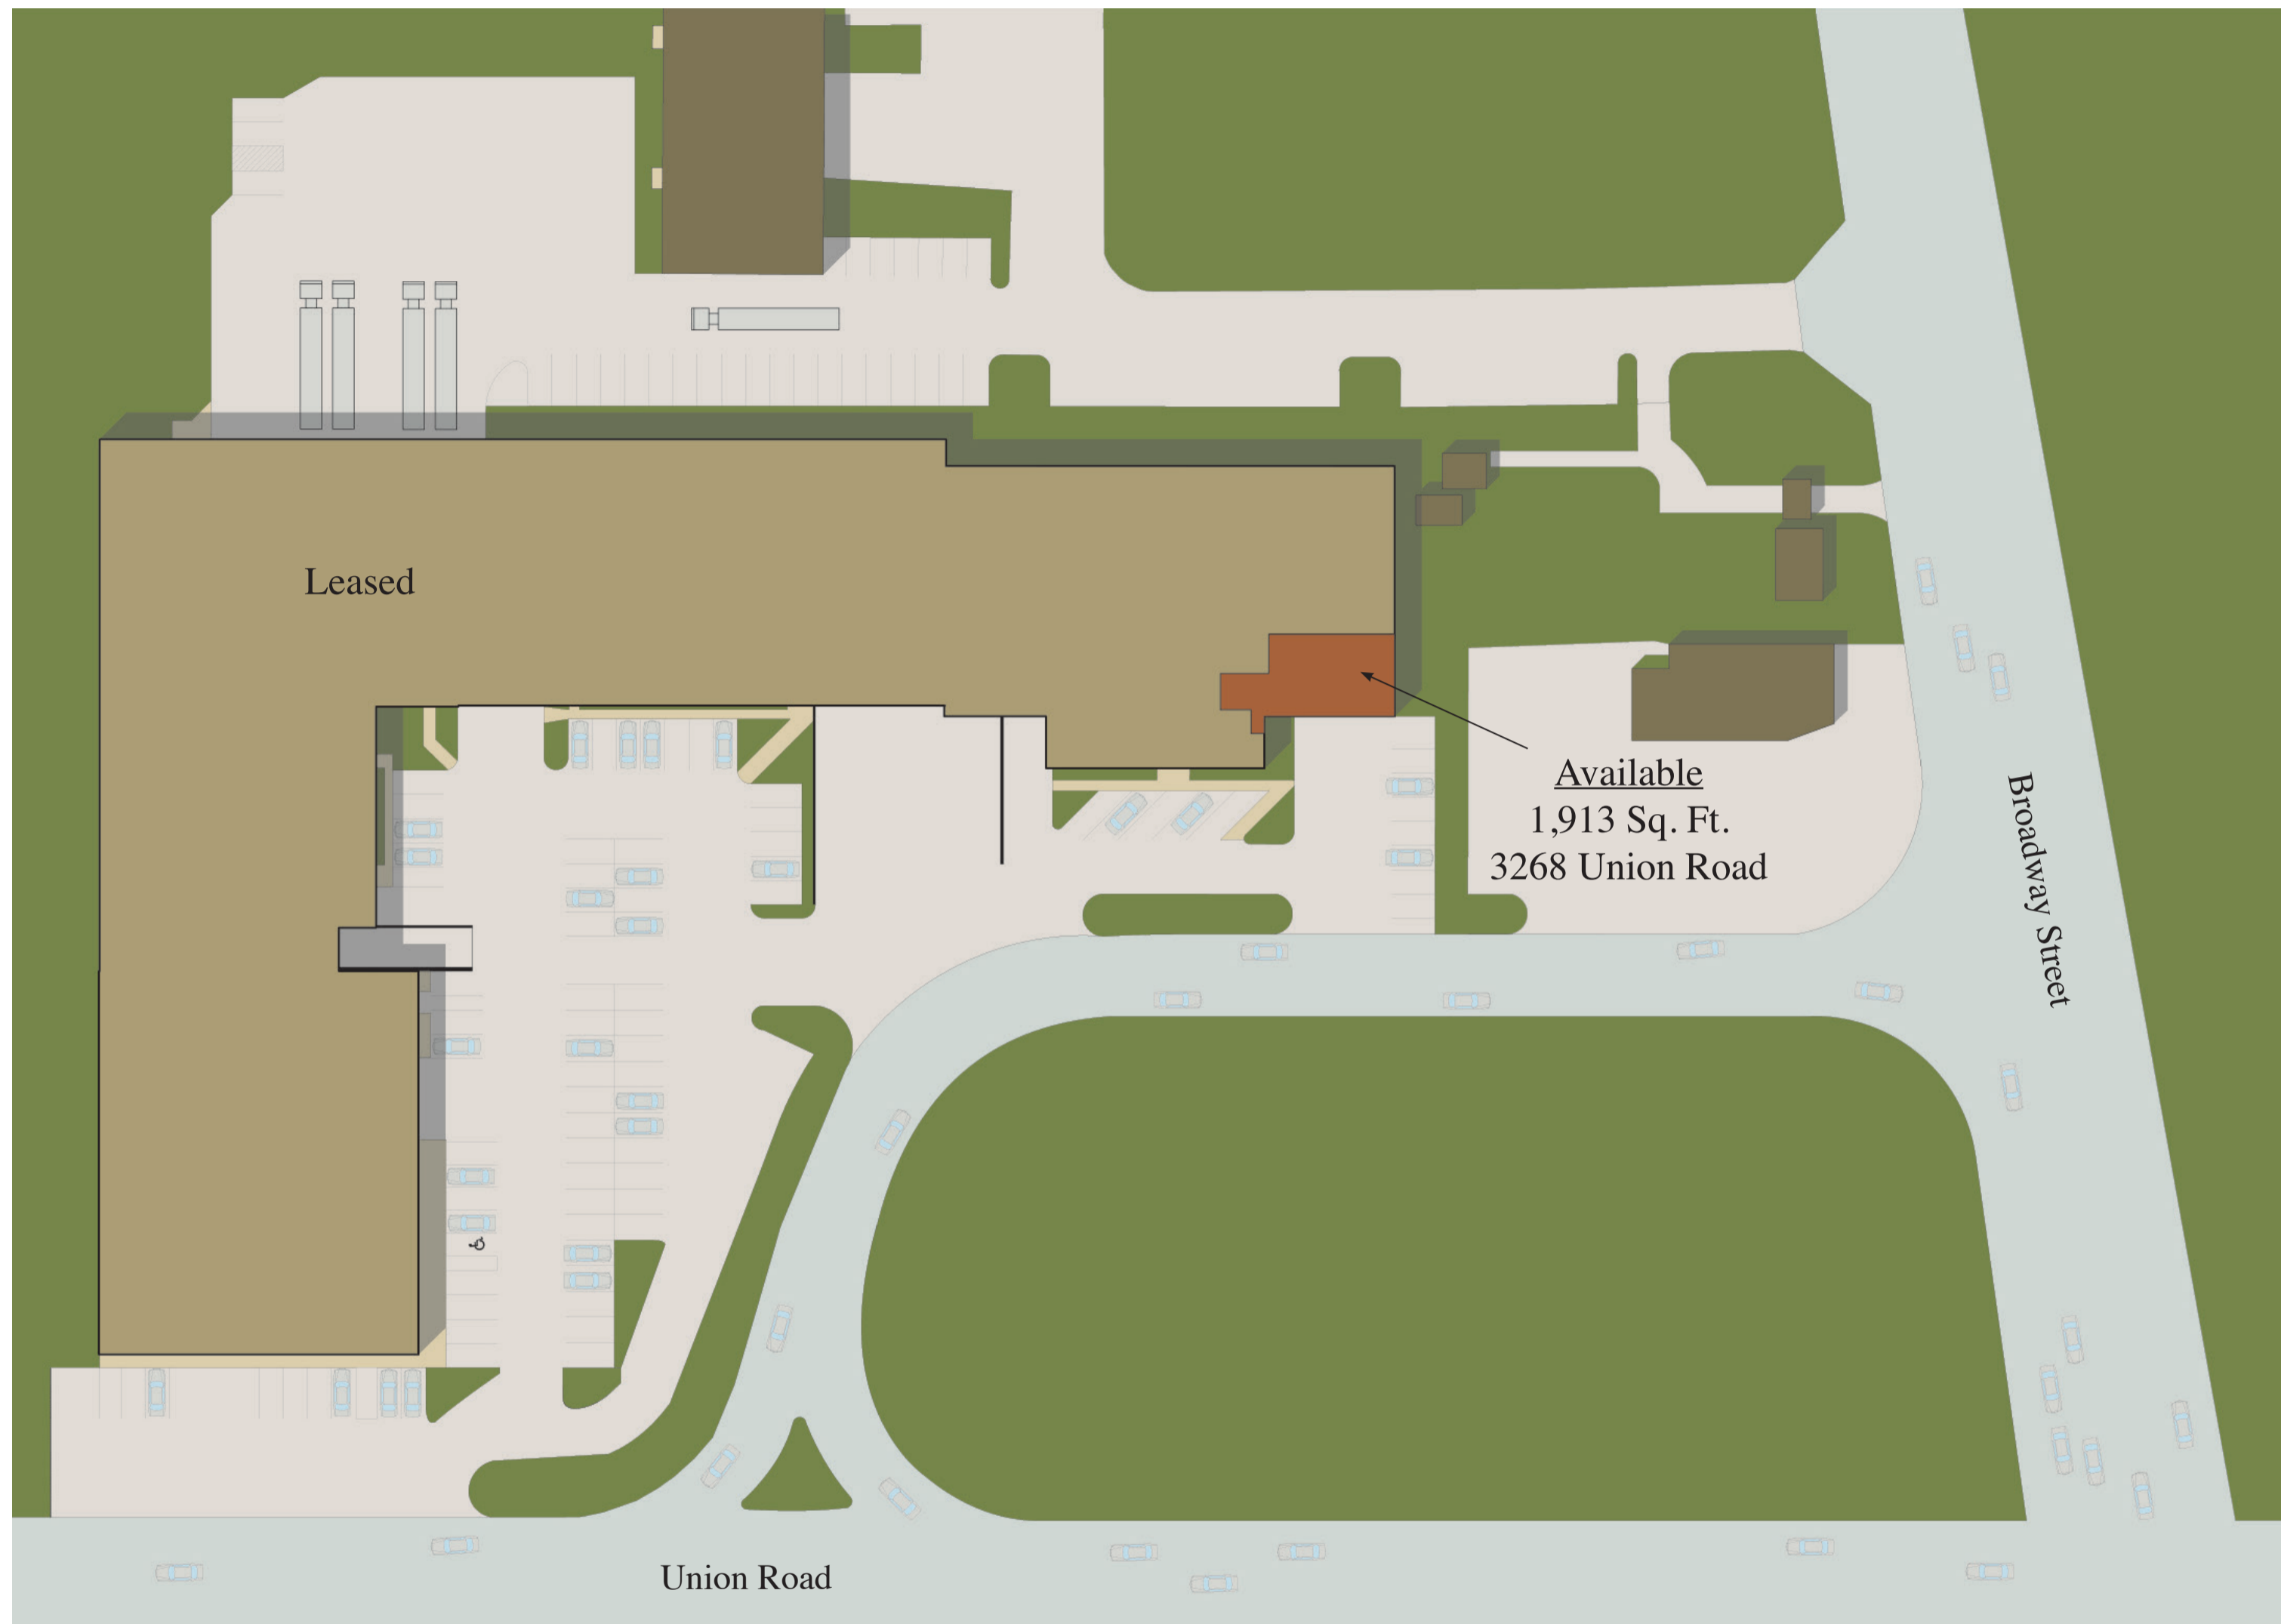 Leased
Available
1,913 Sq. Ft.
3268 Union Road
Broadway Street
Union Road